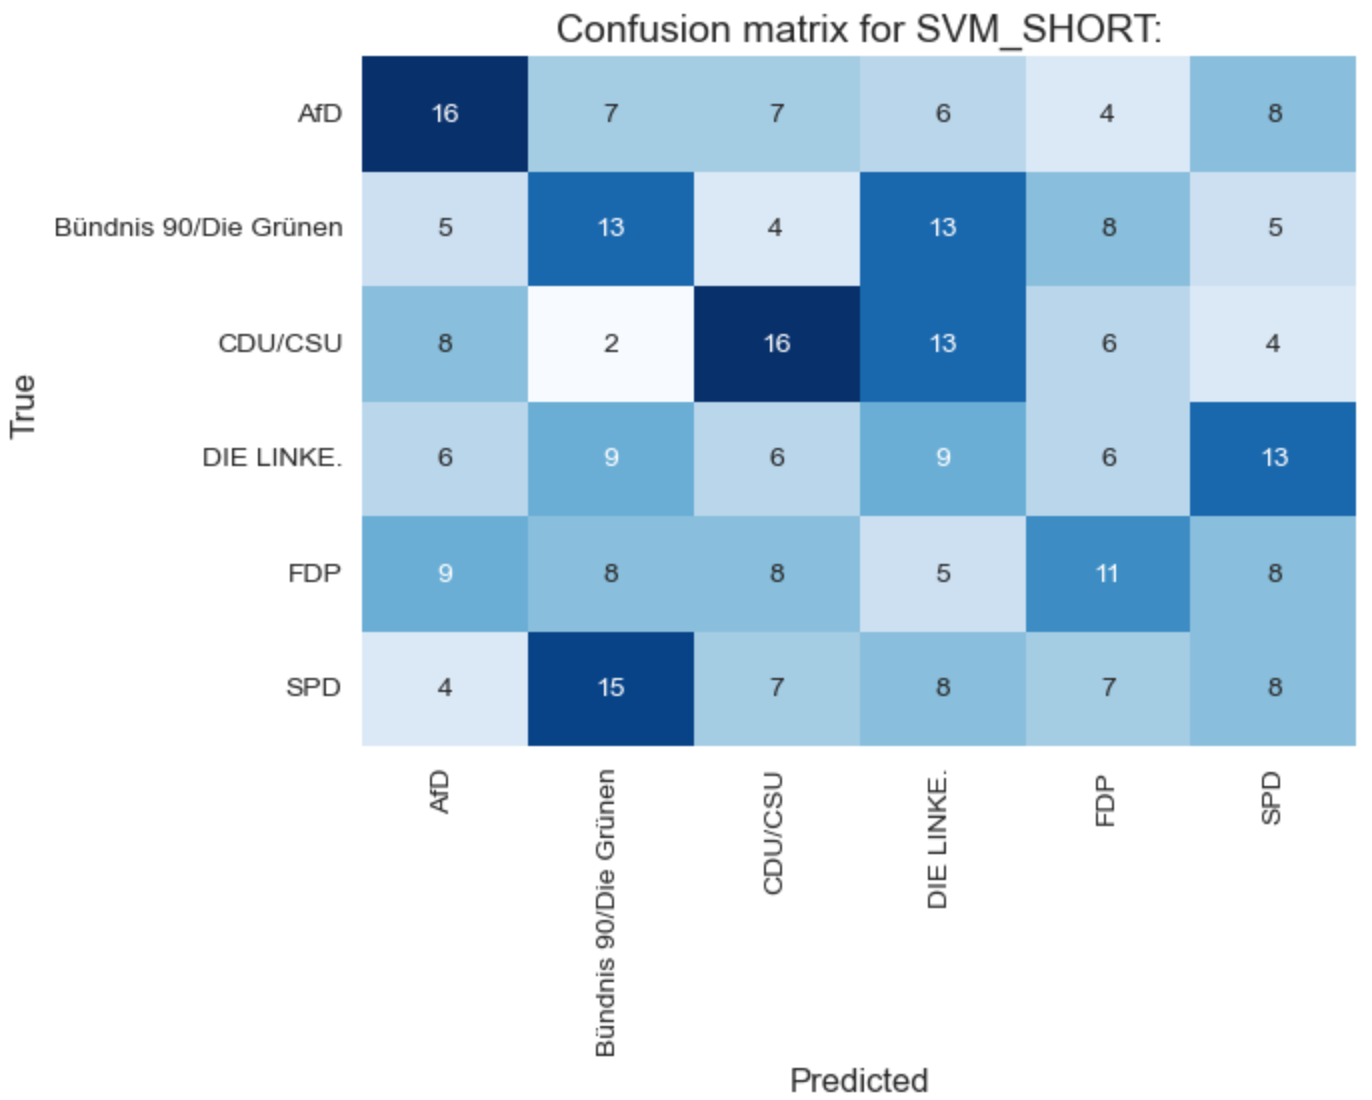 Confusion matrix for SVM_SHORT:
AfD 16 7 7 6 4 8
Bündnis 90/Die Grünen 5 13 4 13 8 5
CDU/CSU 8 2 16 13 6 4
DIE LINKE. 6 9 6 9 6 13
FDP 9 8 8 5 11 8
SPD 4 15 7 8 7 8
True
AfD
Bündnis 90/Die Grünen
CDU/CSU
DIE LINKE.
FDP
SPD
Predicted